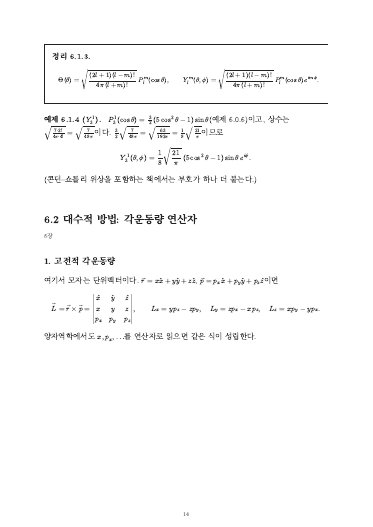 정리 6.1.3.
Θ(θ) = √((2l+1)(l−m)!/4π(l+m)!) P_l^m(cos θ),  Y_l^m(θ, ϕ) = √((2l+1)(l−m)!/4π(l+m)!) P_l^m(cos θ)e^{imϕ}.
예제 6.1.4 (Y_3^1). P_3^1(cos θ) = 3/2(5cos² θ − 1) sin θ(예제 6.0.6)이고, 상수는
√(7·2!/4π·4!) = √(7/48π)이다. 3/2√(7/48π) = √(63/192π) = 1/8√(21/π)이므로
Y_3^1(θ, ϕ) = 1/8 √(21/π) (5cos² θ − 1) sin θ e^{iϕ}.
(콘던–쇼틀리 위상을 포함하는 책에서는 부호가 하나 더 붙는다.)
6.2 대수적 방법: 각운동량 연산자
6장
1. 고전적 각운동량
여기서 모자는 단위벡터이다. r⃗ = xx̂ + yŷ + zẑ, p⃗ = p_x x̂ + p_y ŷ + p_z ẑ이면
L⃗ = r⃗ × p⃗ = | x̂ ŷ ẑ ; x y z ; p_x p_y p_z |,  L_x = yp_z − zp_y,  L_y = zp_x − xp_z,  L_z = xp_y − yp_x.
양자역학에서도 x, p_x, …를 연산자로 읽으면 같은 식이 성립한다.
14